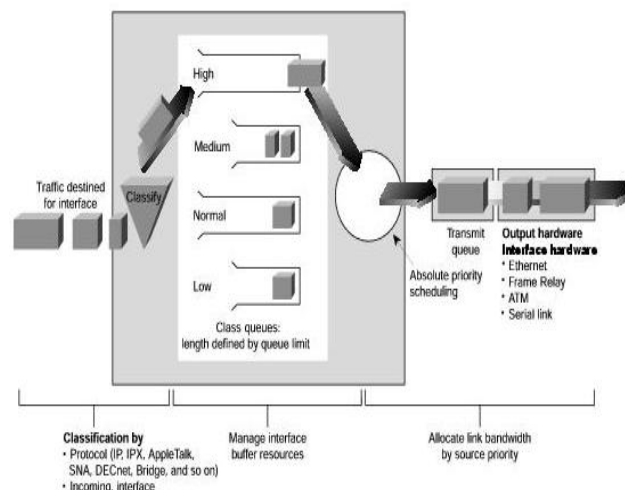 High
Medium
Normal
Low
Traffic destined
for interface
Classify
Class queues:
length defined by queue limit
Absolute priority
scheduling
Transmit
queue
Output hardware
Interface hardware
• Ethernet
• Frame Relay
• ATM
• Serial link
Classification by
• Protocol (IP, IPX, AppleTalk,
SNA, DECnet, Bridge, and so on)
• Incoming, interface
Manage interface
buffer resources
Allocate link bandwidth
by source priority